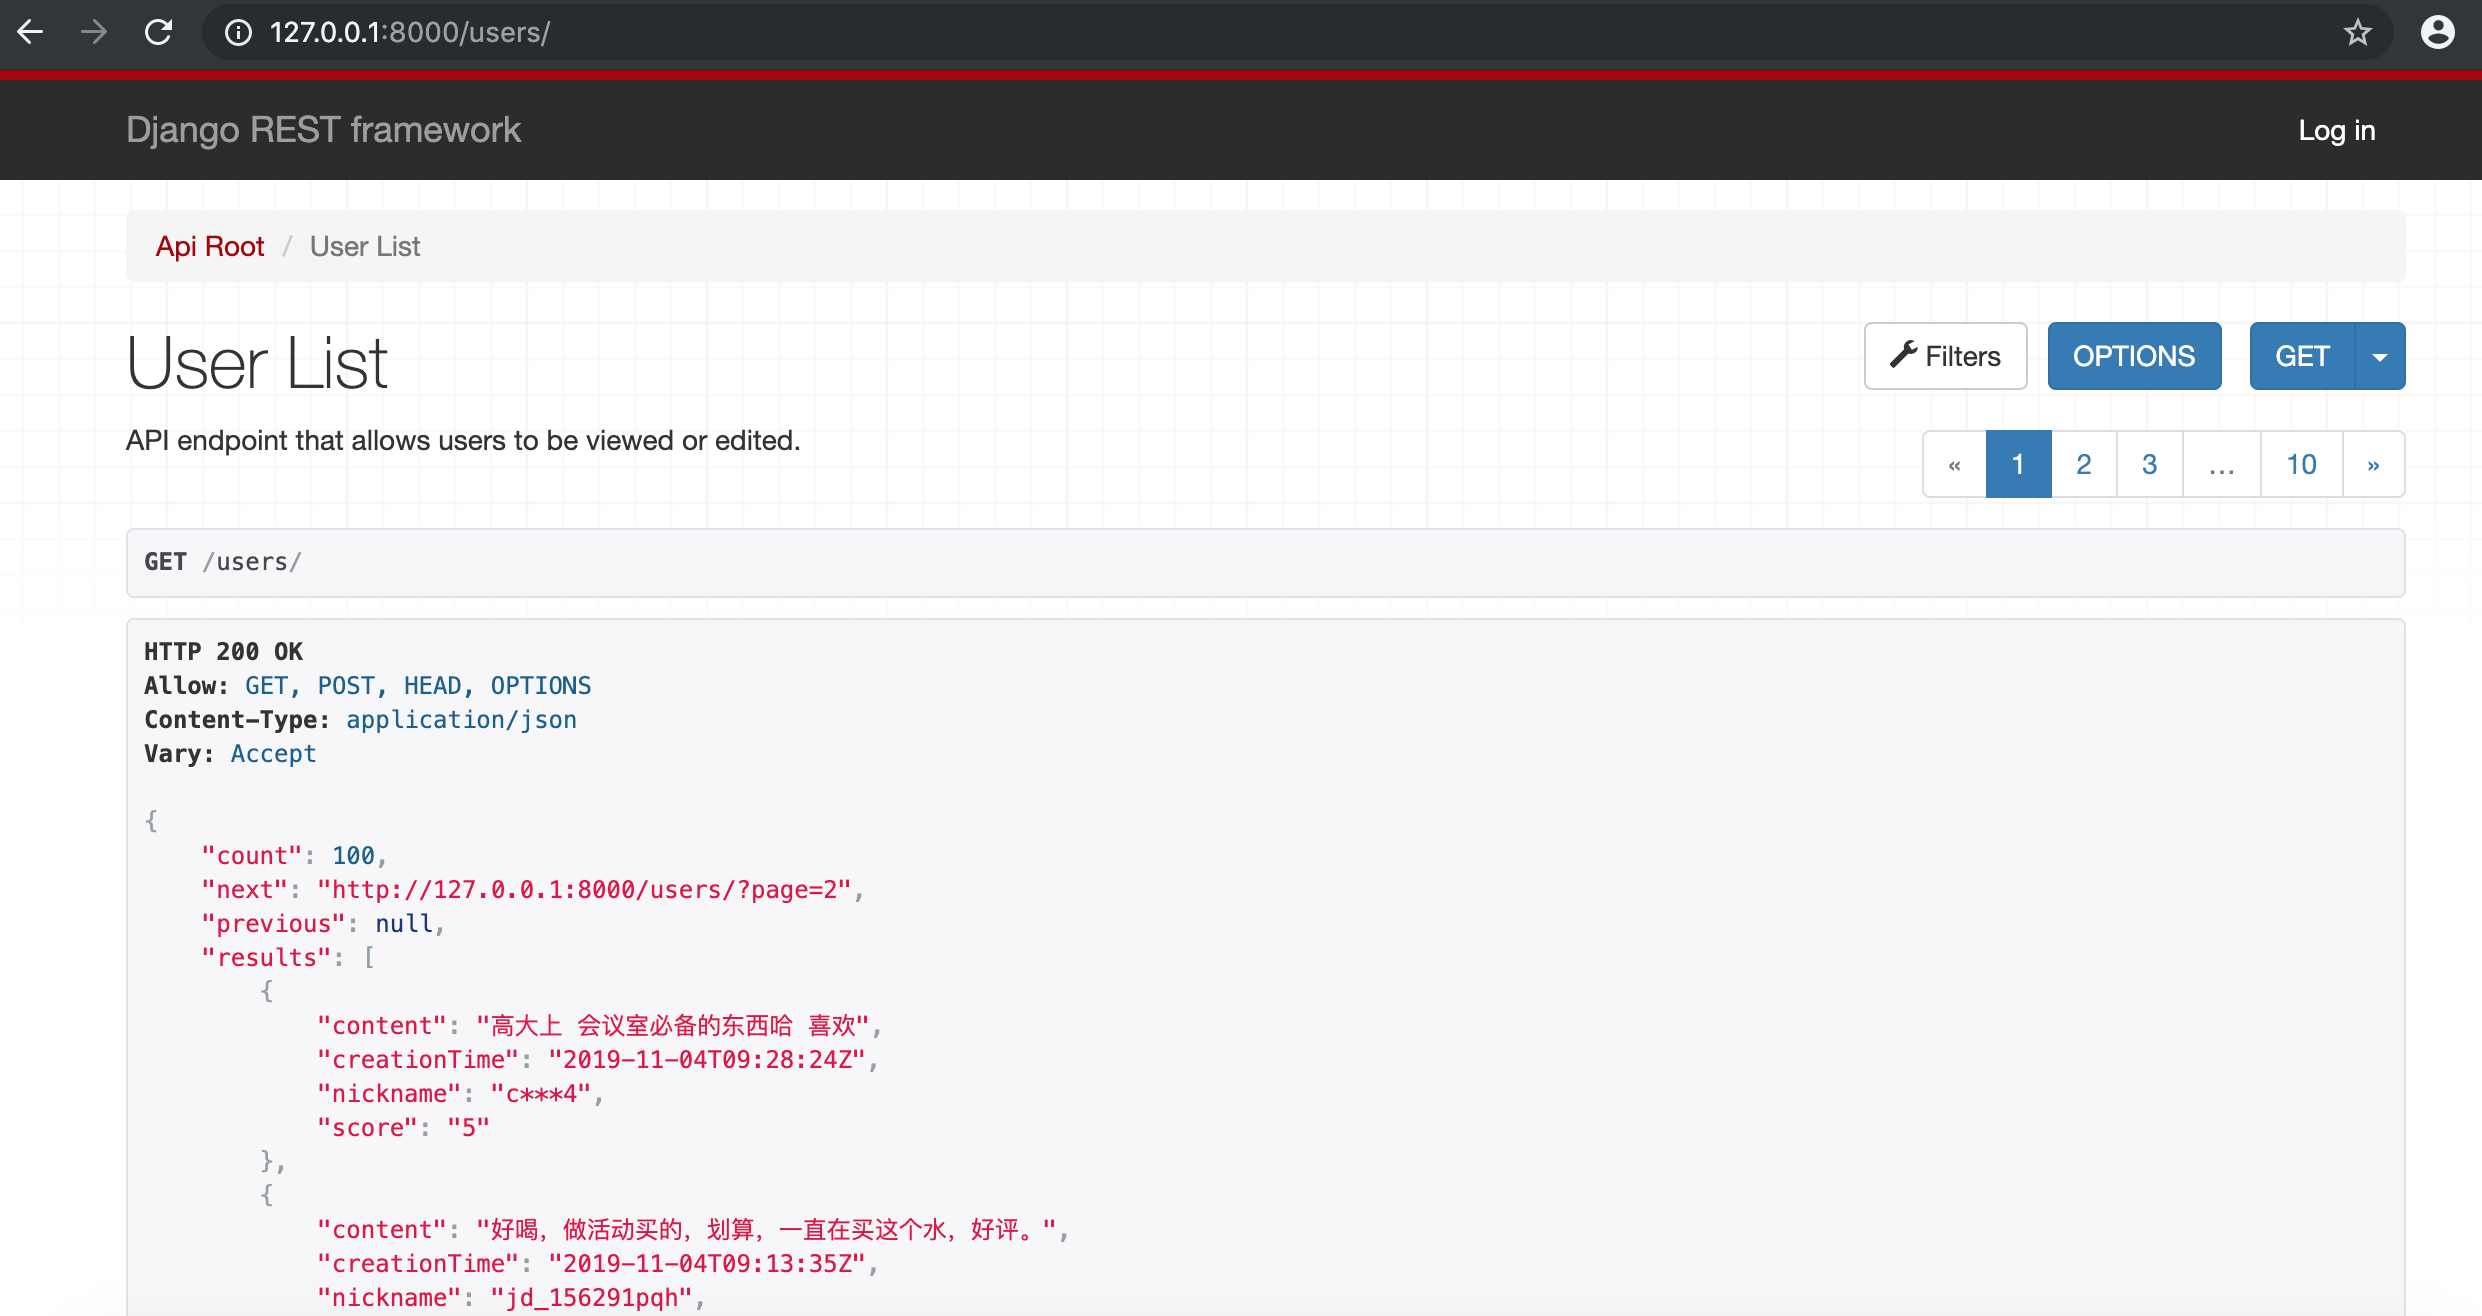 127.0.0.1:8000/users/
Django REST framework
Log in
Api Root / User List
User List
Filters
OPTIONS
GET
API endpoint that allows users to be viewed or edited.
« 1 2 3 … 10 »
GET /users/
HTTP 200 OK
Allow: GET, POST, HEAD, OPTIONS
Content-Type: application/json
Vary: Accept
{
    "count": 100,
    "next": "http://127.0.0.1:8000/users/?page=2",
    "previous": null,
    "results": [
        {
            "content": "高大上 会议室必备的东西哈 喜欢",
            "creationTime": "2019-11-04T09:28:24Z",
            "nickname": "c***4",
            "score": "5"
        },
        {
            "content": "好喝，做活动买的，划算，一直在买这个水，好评。",
            "creationTime": "2019-11-04T09:13:35Z",
            "nickname": "jd_156291pqh",